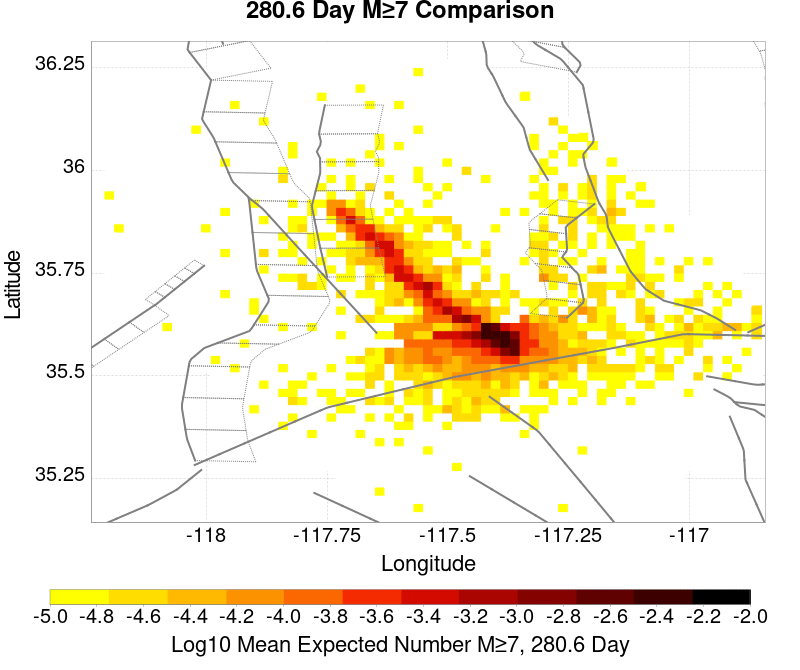 280.6 Day M≥7 Comparison
36.25
36
35.75
35.5
35.25
Latitude
-118
-117.75
-117.5
-117.25
-117
Longitude
-5.0 -4.8 -4.6 -4.4 -4.2 -4.0 -3.8 -3.6 -3.4 -3.2 -3.0 -2.8 -2.6 -2.4 -2.2 -2.0
Log10 Mean Expected Number M≥7, 280.6 Day